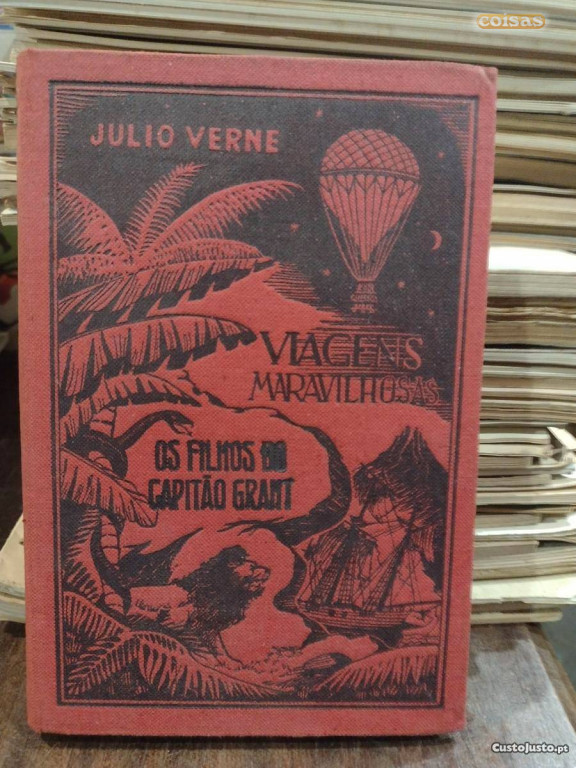 coisas
JULIO VERNE
VIAGENS
MARAVILHOSAS
OS FILHOS DO
CAPITÃO GRANT
CustoJusto.pt